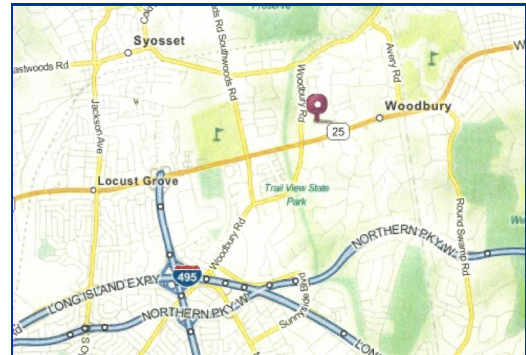 Preserve
Syosset
Rd Southwoods Rd
Avery Rd
Woodbury Rd
Jackson Ave
Woodbury
25
Locust Grove
Trail View State
Park
Round Swamp Rd
Woodbury Rd
NORTHERN PKY W
495
LONG ISLAND EXPY
NORTHERN PKY W
Sunnyside Blvd